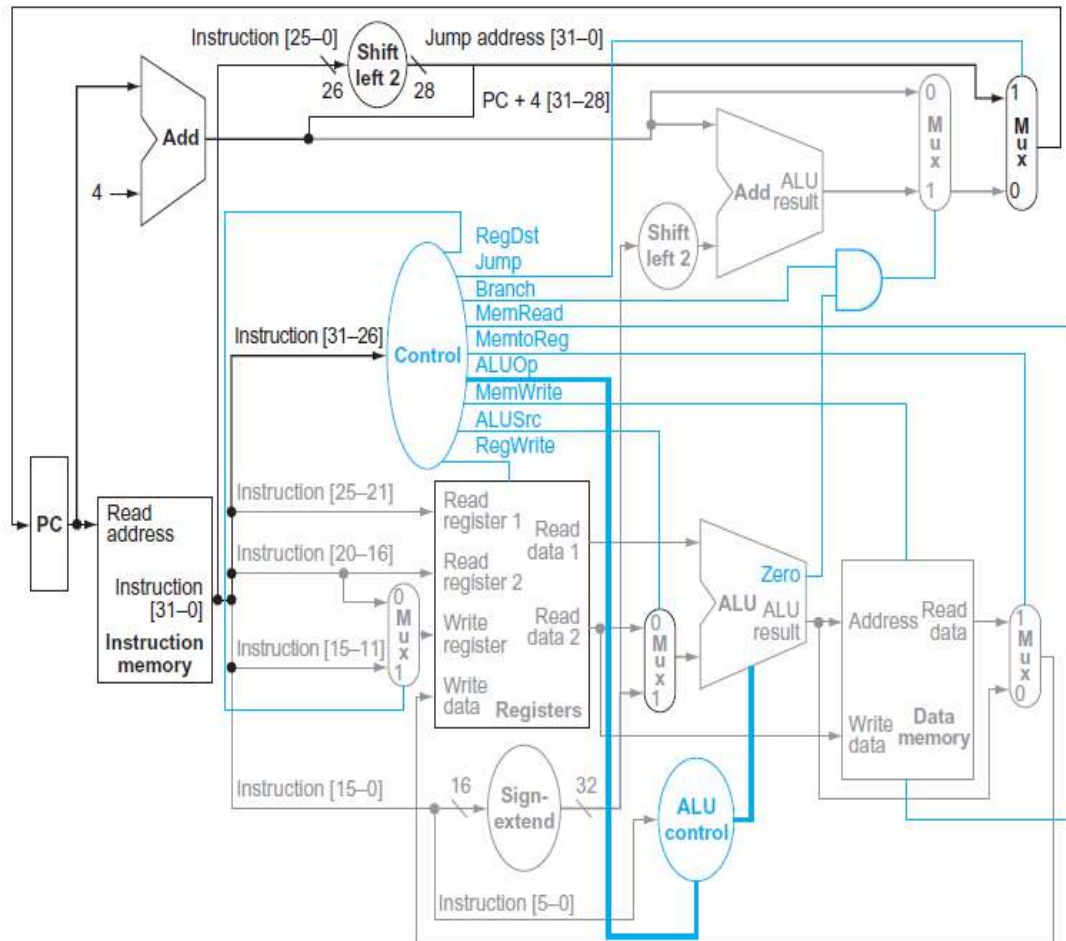 Instruction [25–0]
Shift
left 2
Jump address [31–0]
26
28
PC + 4 [31–28]
Add
4
0
M
u
x
1
1
M
u
x
0
Add
ALU
result
Shift
left 2
RegDst
Jump
Branch
MemRead
MemtoReg
ALUOp
MemWrite
ALUSrc
RegWrite
Instruction [31–26]
Control
PC
Read
address
Instruction
[31–0]
Instruction
memory
Instruction [25–21]
Instruction [20–16]
Instruction [15–11]
0
M
u
x
1
Read
register 1
Read
register 2
Write
register
Write
data
Read
data 1
Read
data 2
Registers
0
M
u
x
1
Zero
ALU
ALU
result
Address
Read
data
Write
data
Data
memory
1
M
u
x
0
Instruction [15–0]
16
Sign-
extend
32
ALU
control
Instruction [5–0]